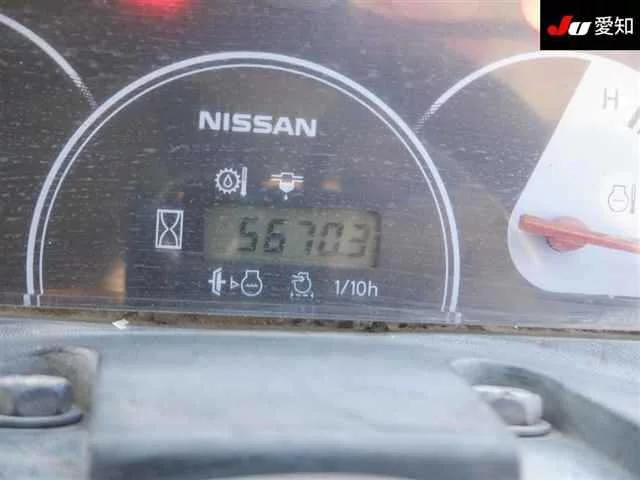 JU 愛知
NISSAN
H
56703
1/10h